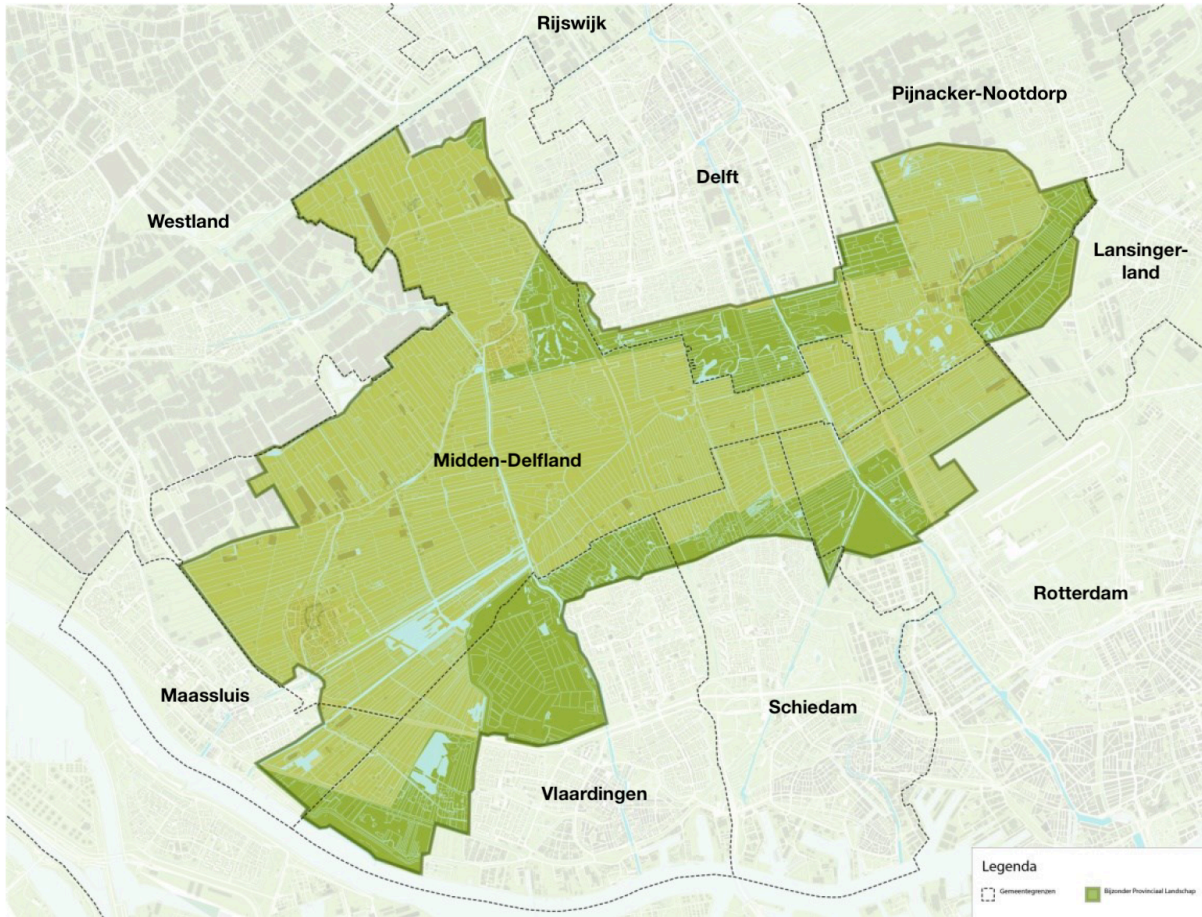 Rijswijk
Pijnacker-Nootdorp
Delft
Westland
Lansinger-
land
Midden-Delfland
Rotterdam
Maassluis
Schiedam
Vlaardingen
Legenda
Gemeentegrenzen
Bijzonder Provinciaal Landschap